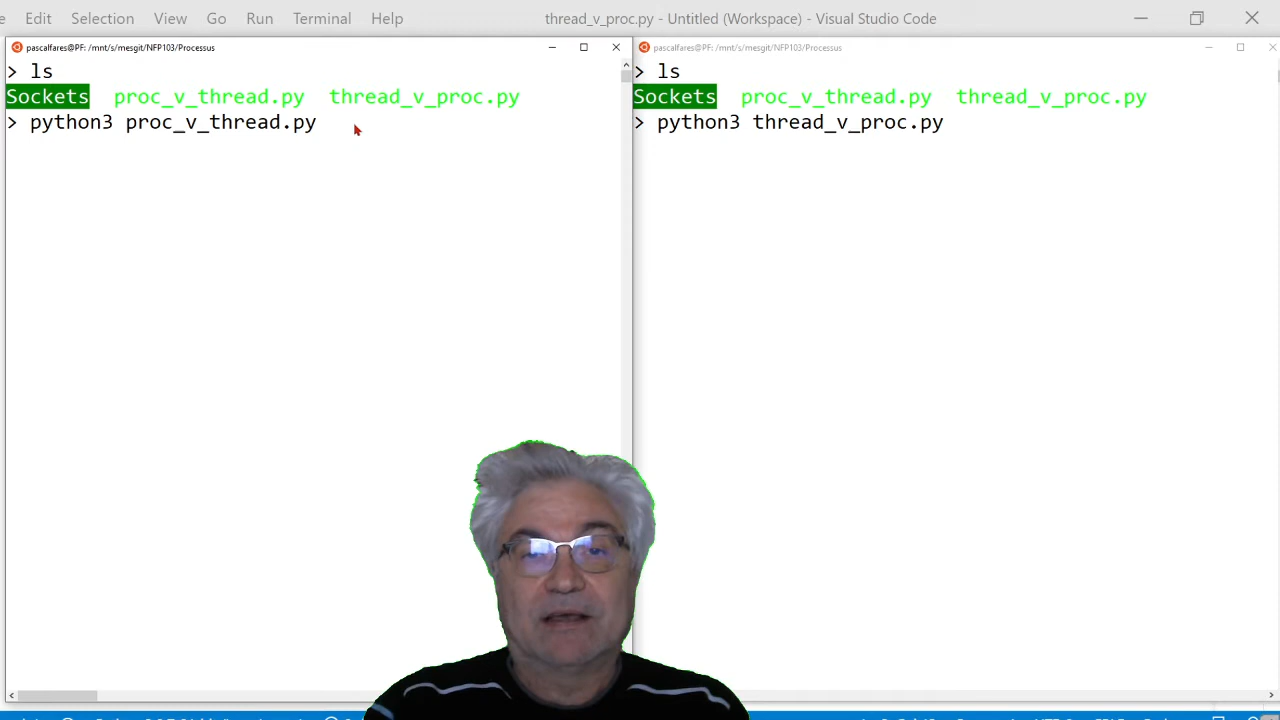 Edit Selection View Go Run Terminal Help thread_v_proc.py - Untitled (Workspace) - Visual Studio Code
pascalfares@PF: /mnt/s/mesgit/NFP103/Processus
> ls
Sockets proc_v_thread.py thread_v_proc.py
> python3 proc_v_thread.py
pascalfares@PF: /mnt/s/mesgit/NFP103/Processus
> ls
Sockets proc_v_thread.py thread_v_proc.py
> python3 thread_v_proc.py